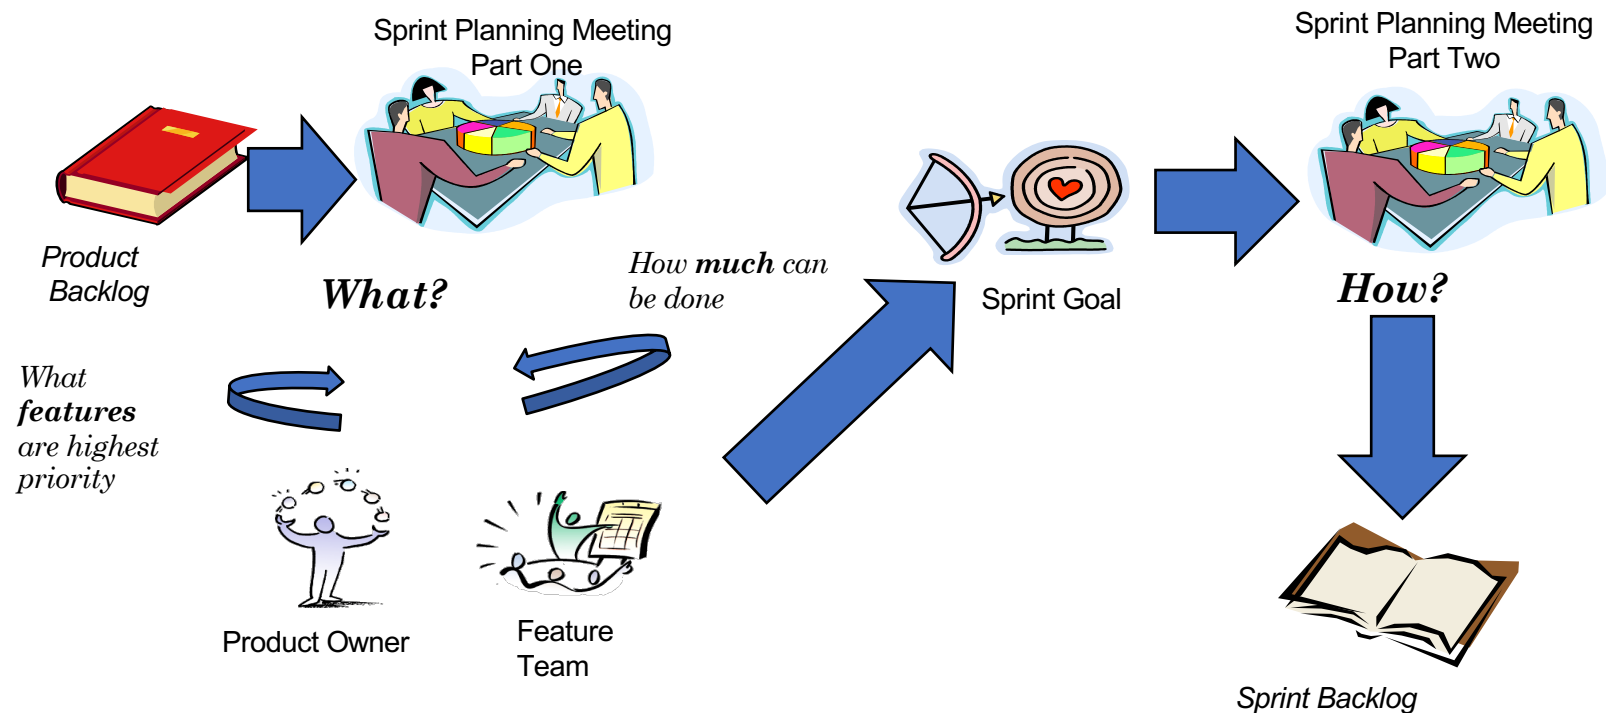 Sprint Planning Meeting
Part One
Product
Backlog
What?
How much can
be done
What
features
are highest
priority
Product Owner
Feature
Team
Sprint Goal
Sprint Planning Meeting
Part Two
How?
Sprint Backlog